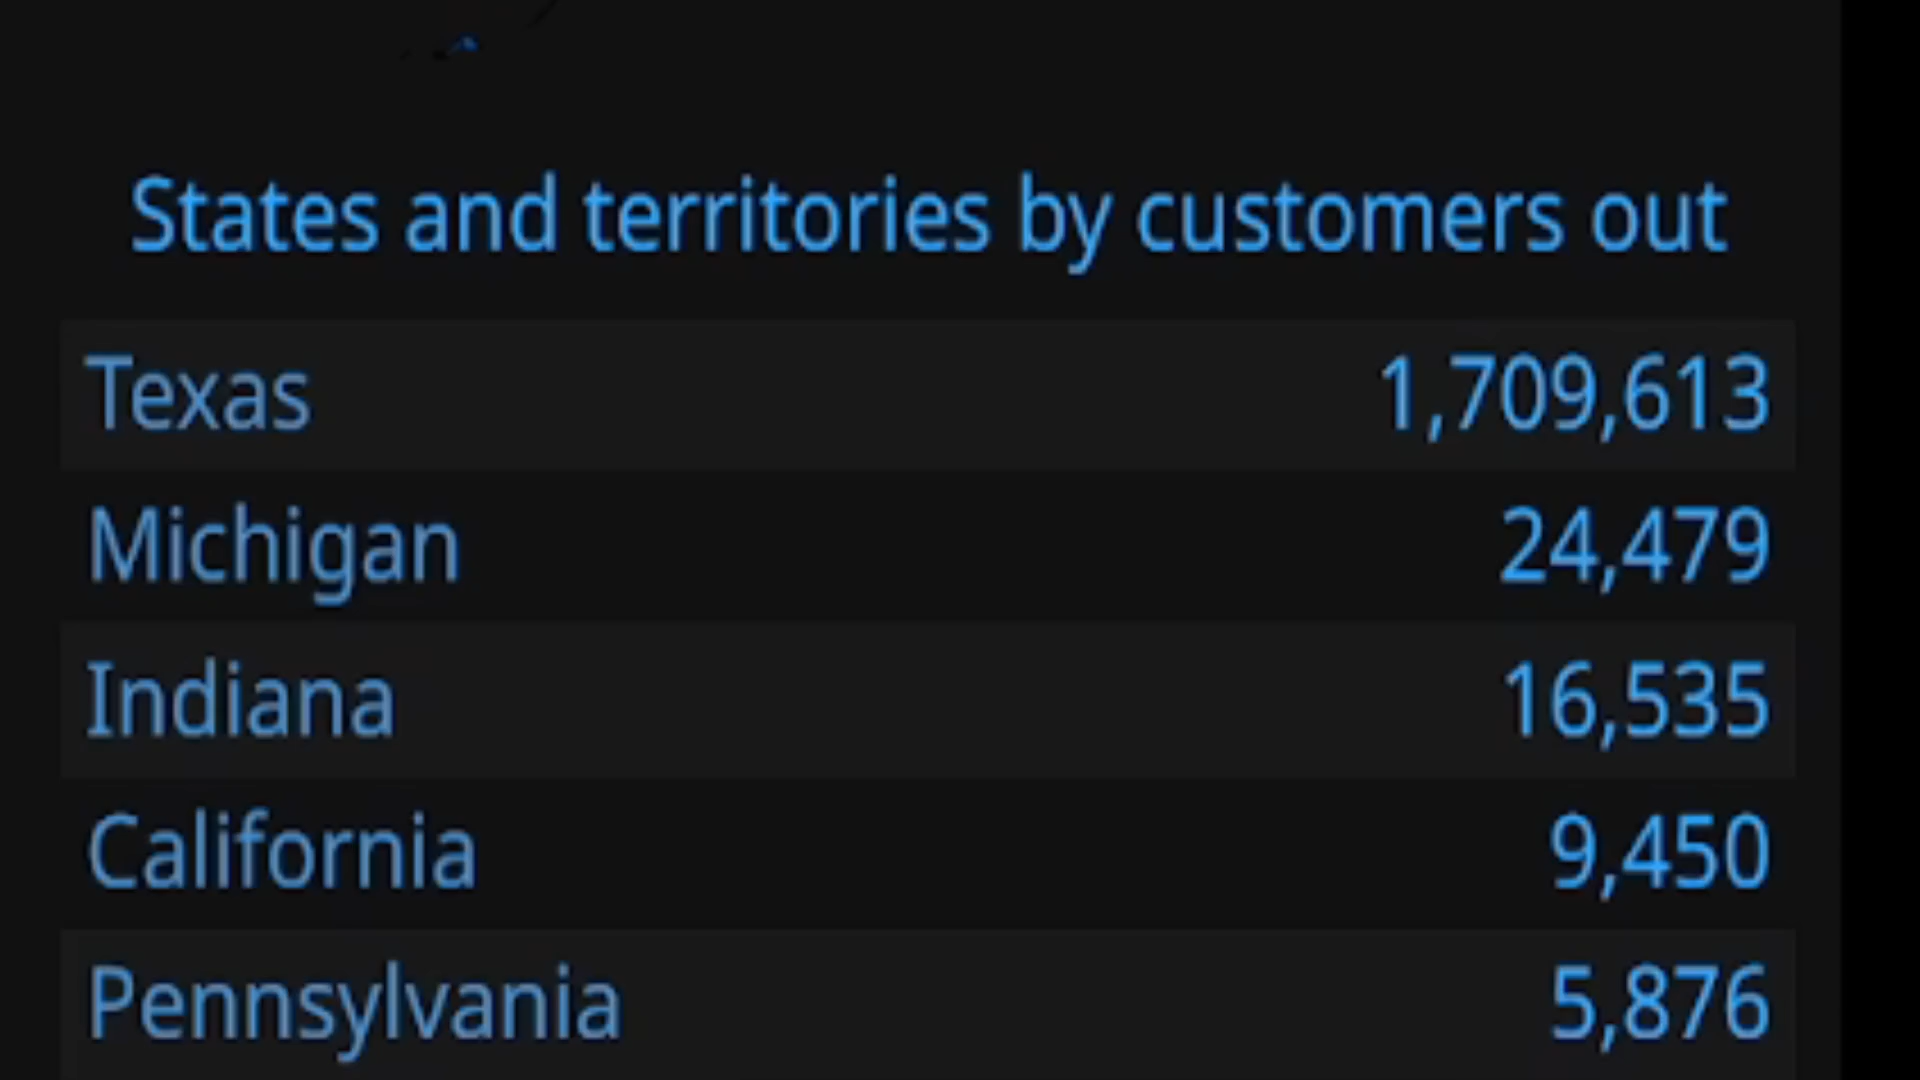 States and territories by customers out
Texas 1,709,613
Michigan 24,479
Indiana 16,535
California 9,450
Pennsylvania 5,876